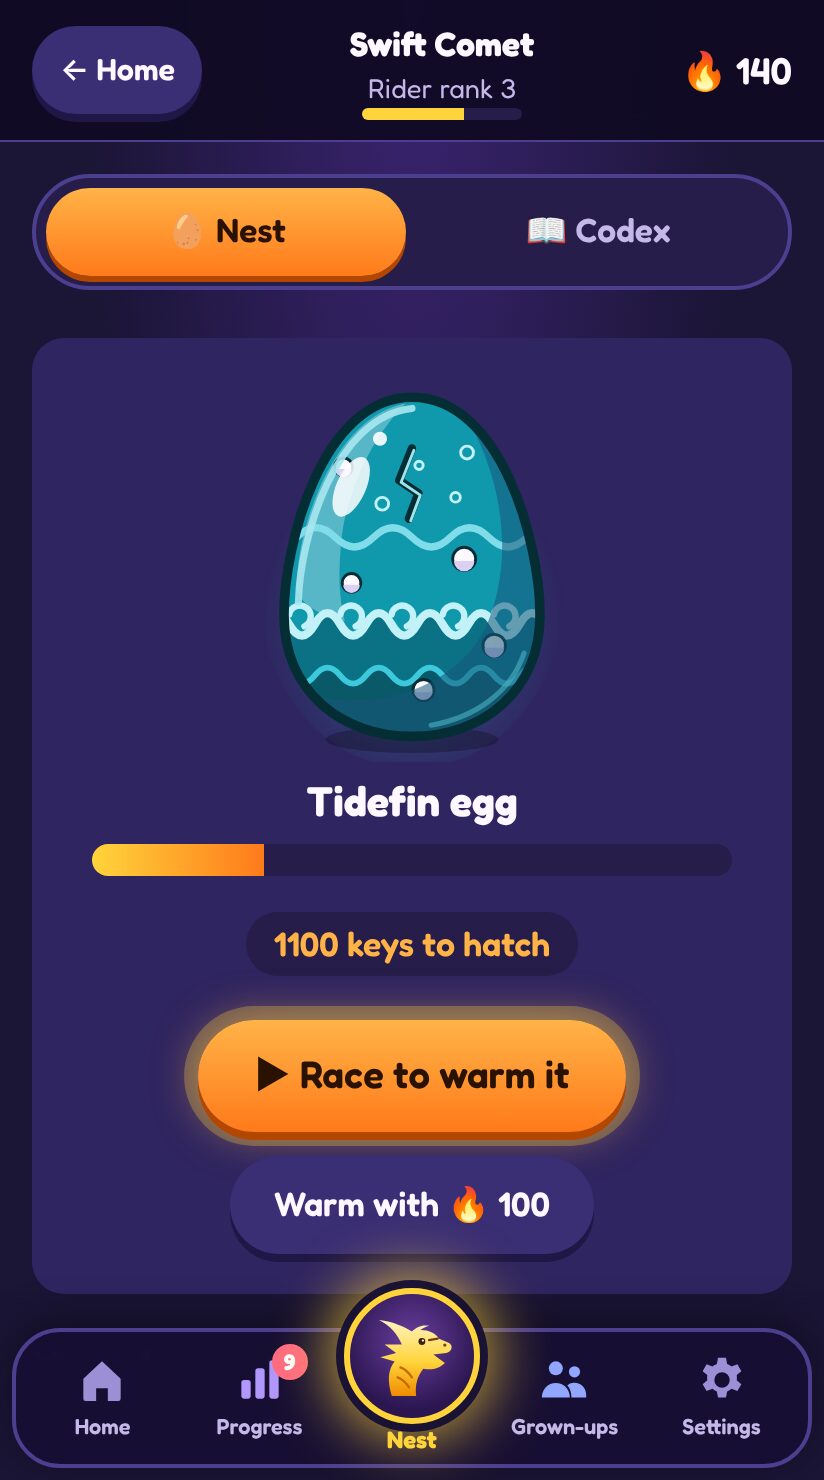 ← Home
Swift Comet
Rider rank 3
🔥 140
🥚 Nest
📖 Codex
Tidefin egg
1100 keys to hatch
▶ Race to warm it
Warm with 🔥 100
9
Home
Progress
Nest
Grown-ups
Settings